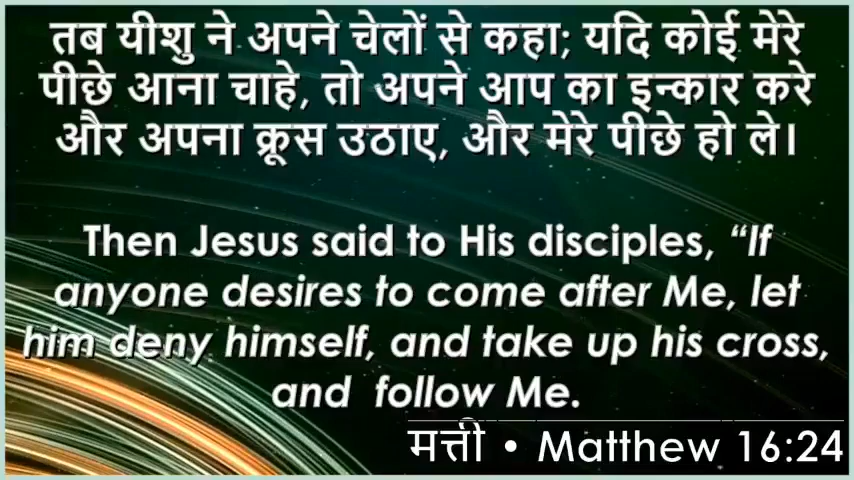 तब यीशु ने अपने चेलों से कहा; यदि कोई मेरे
पीछे आना चाहे, तो अपने आप का इन्कार करे
और अपना क्रूस उठाए, और मेरे पीछे हो ले।
Then Jesus said to His disciples, “If
anyone desires to come after Me, let
him deny himself, and take up his cross,
and follow Me.
मत्ती • Matthew 16:24